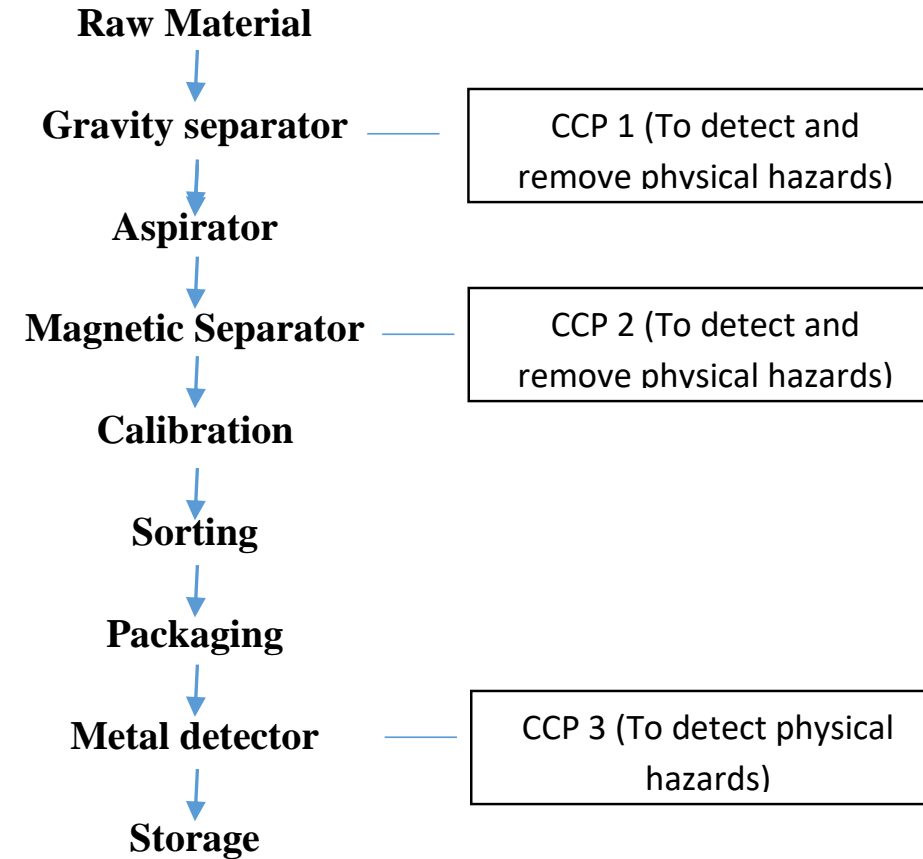 Raw Material
Gravity separator
CCP 1 (To detect and
remove physical hazards)
Aspirator
Magnetic Separator
CCP 2 (To detect and
remove physical hazards)
Calibration
Sorting
Packaging
Metal detector
CCP 3 (To detect physical
hazards)
Storage